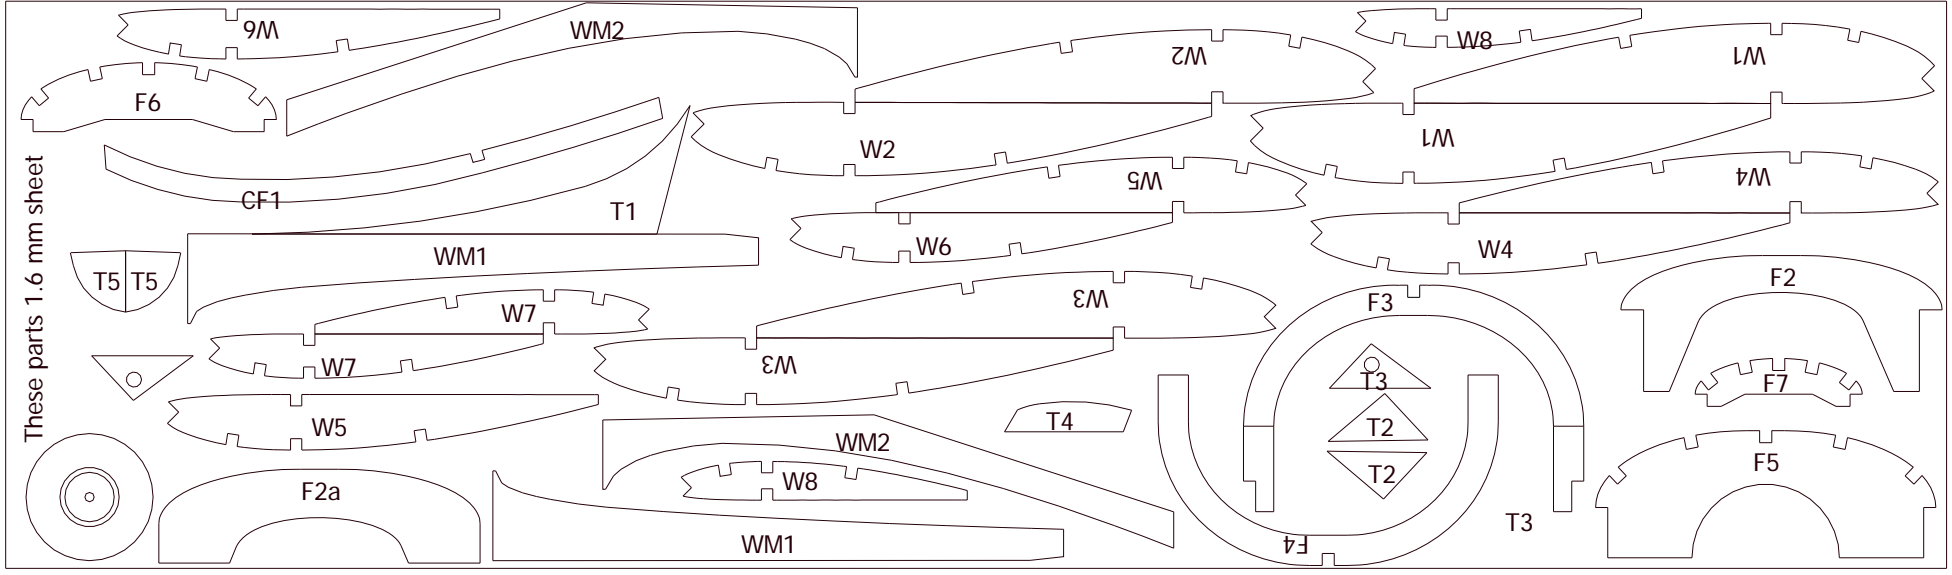 W6
WM2
W2
W8
W1
F6
W2
W1
CF1
T1
W5
W4
WM1
W6
W4
T5
T5
These parts 1.6 mm sheet
F2
W7
W3
F3
W7
W3
T3
F7
W5
WM2
T4
T2
F2a
W8
T2
F5
WM1
F4
T3